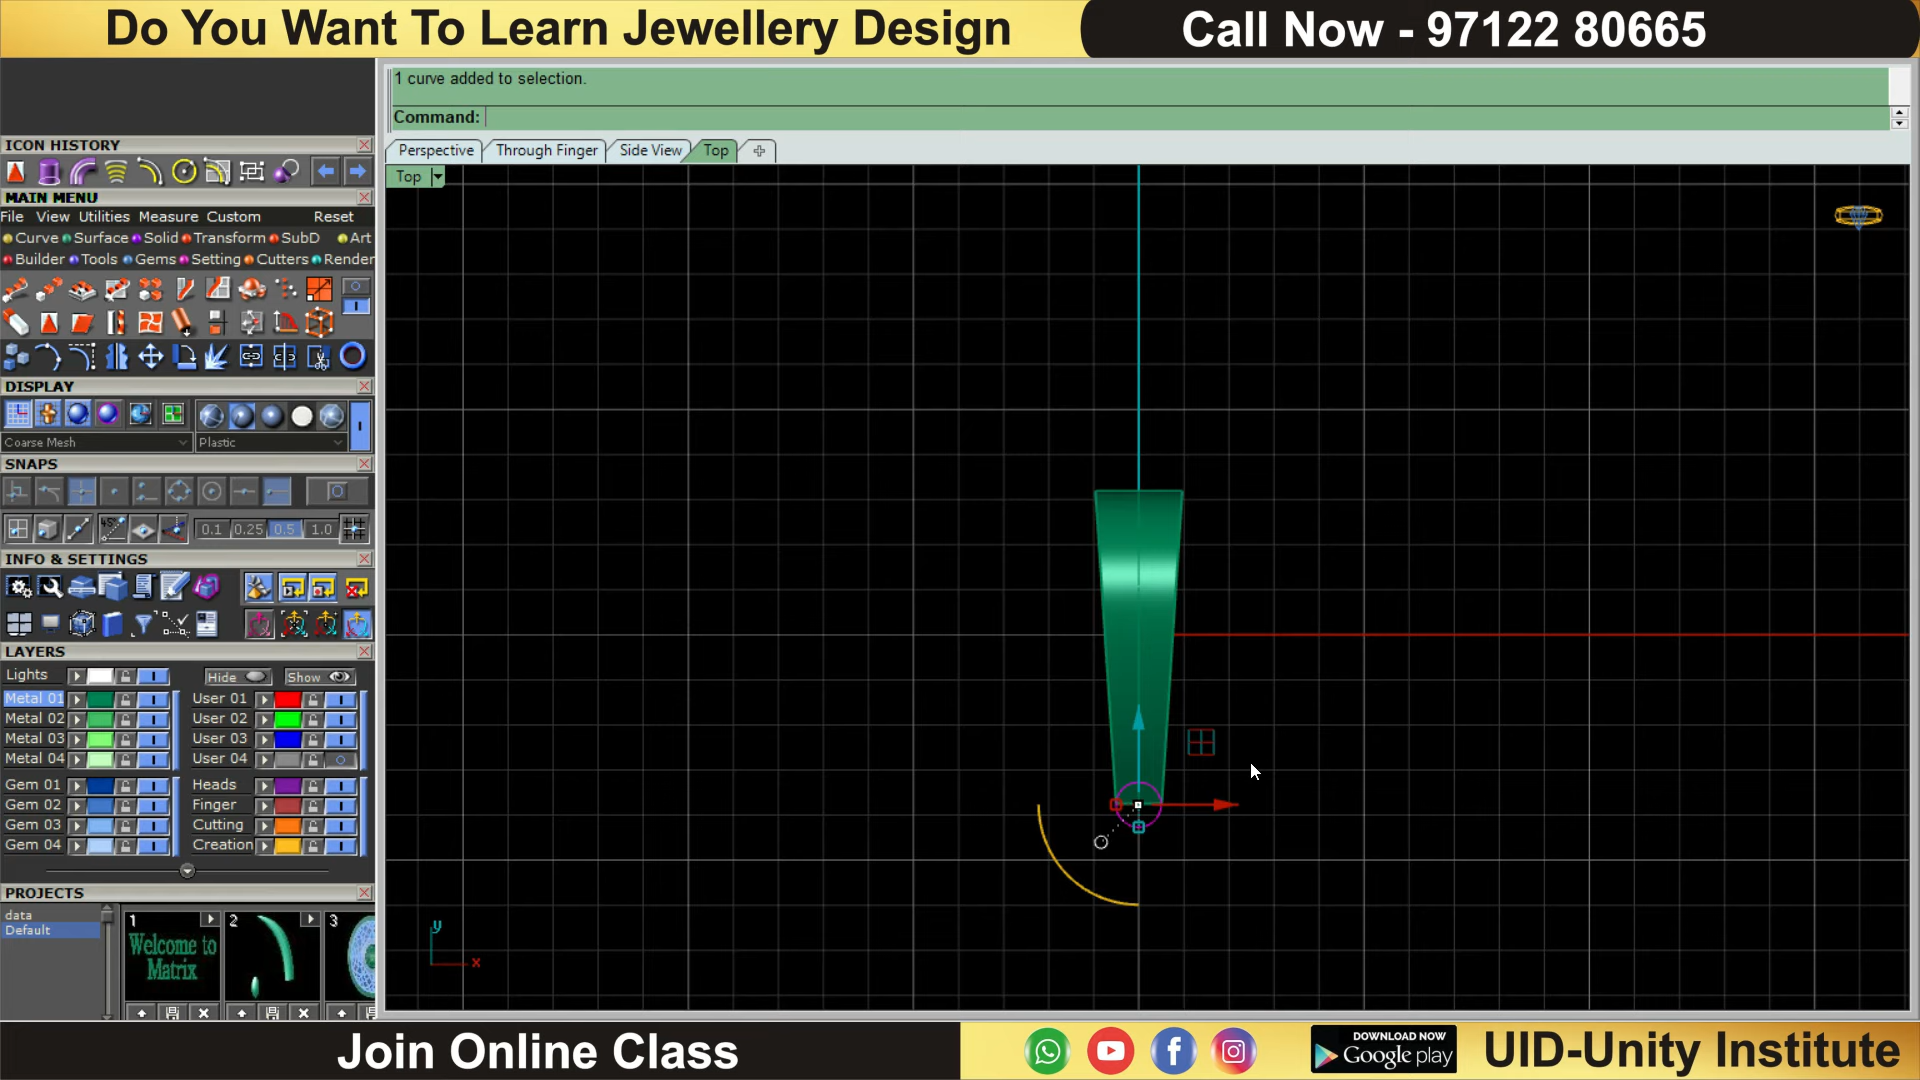 Do You Want To Learn Jewellery Design
Call Now - 97122 80665
1 curve added to selection.
Command:
Perspective
Through Finger
Side View
Top
Top
ICON HISTORY
MAIN MENU
File View Utilities Measure Custom Reset
Curve Surface Solid Transform SubD Art
Builder Tools Gems Setting Cutters Render
DISPLAY
Coarse Mesh
Plastic
SNAPS
45°
0.1 0.25 0.5 1.0
INFO & SETTINGS
LAYERS
Lights
Hide
Show
Metal 01
User 01
Metal 02
User 02
Metal 03
User 03
Metal 04
User 04
Gem 01
Heads
Gem 02
Finger
Gem 03
Cutting
Gem 04
Creation
PROJECTS
data
Default
1
Welcome to
Matrix
2
3
y
x
Join Online Class
DOWNLOAD NOW
Google play
UID-Unity Institute